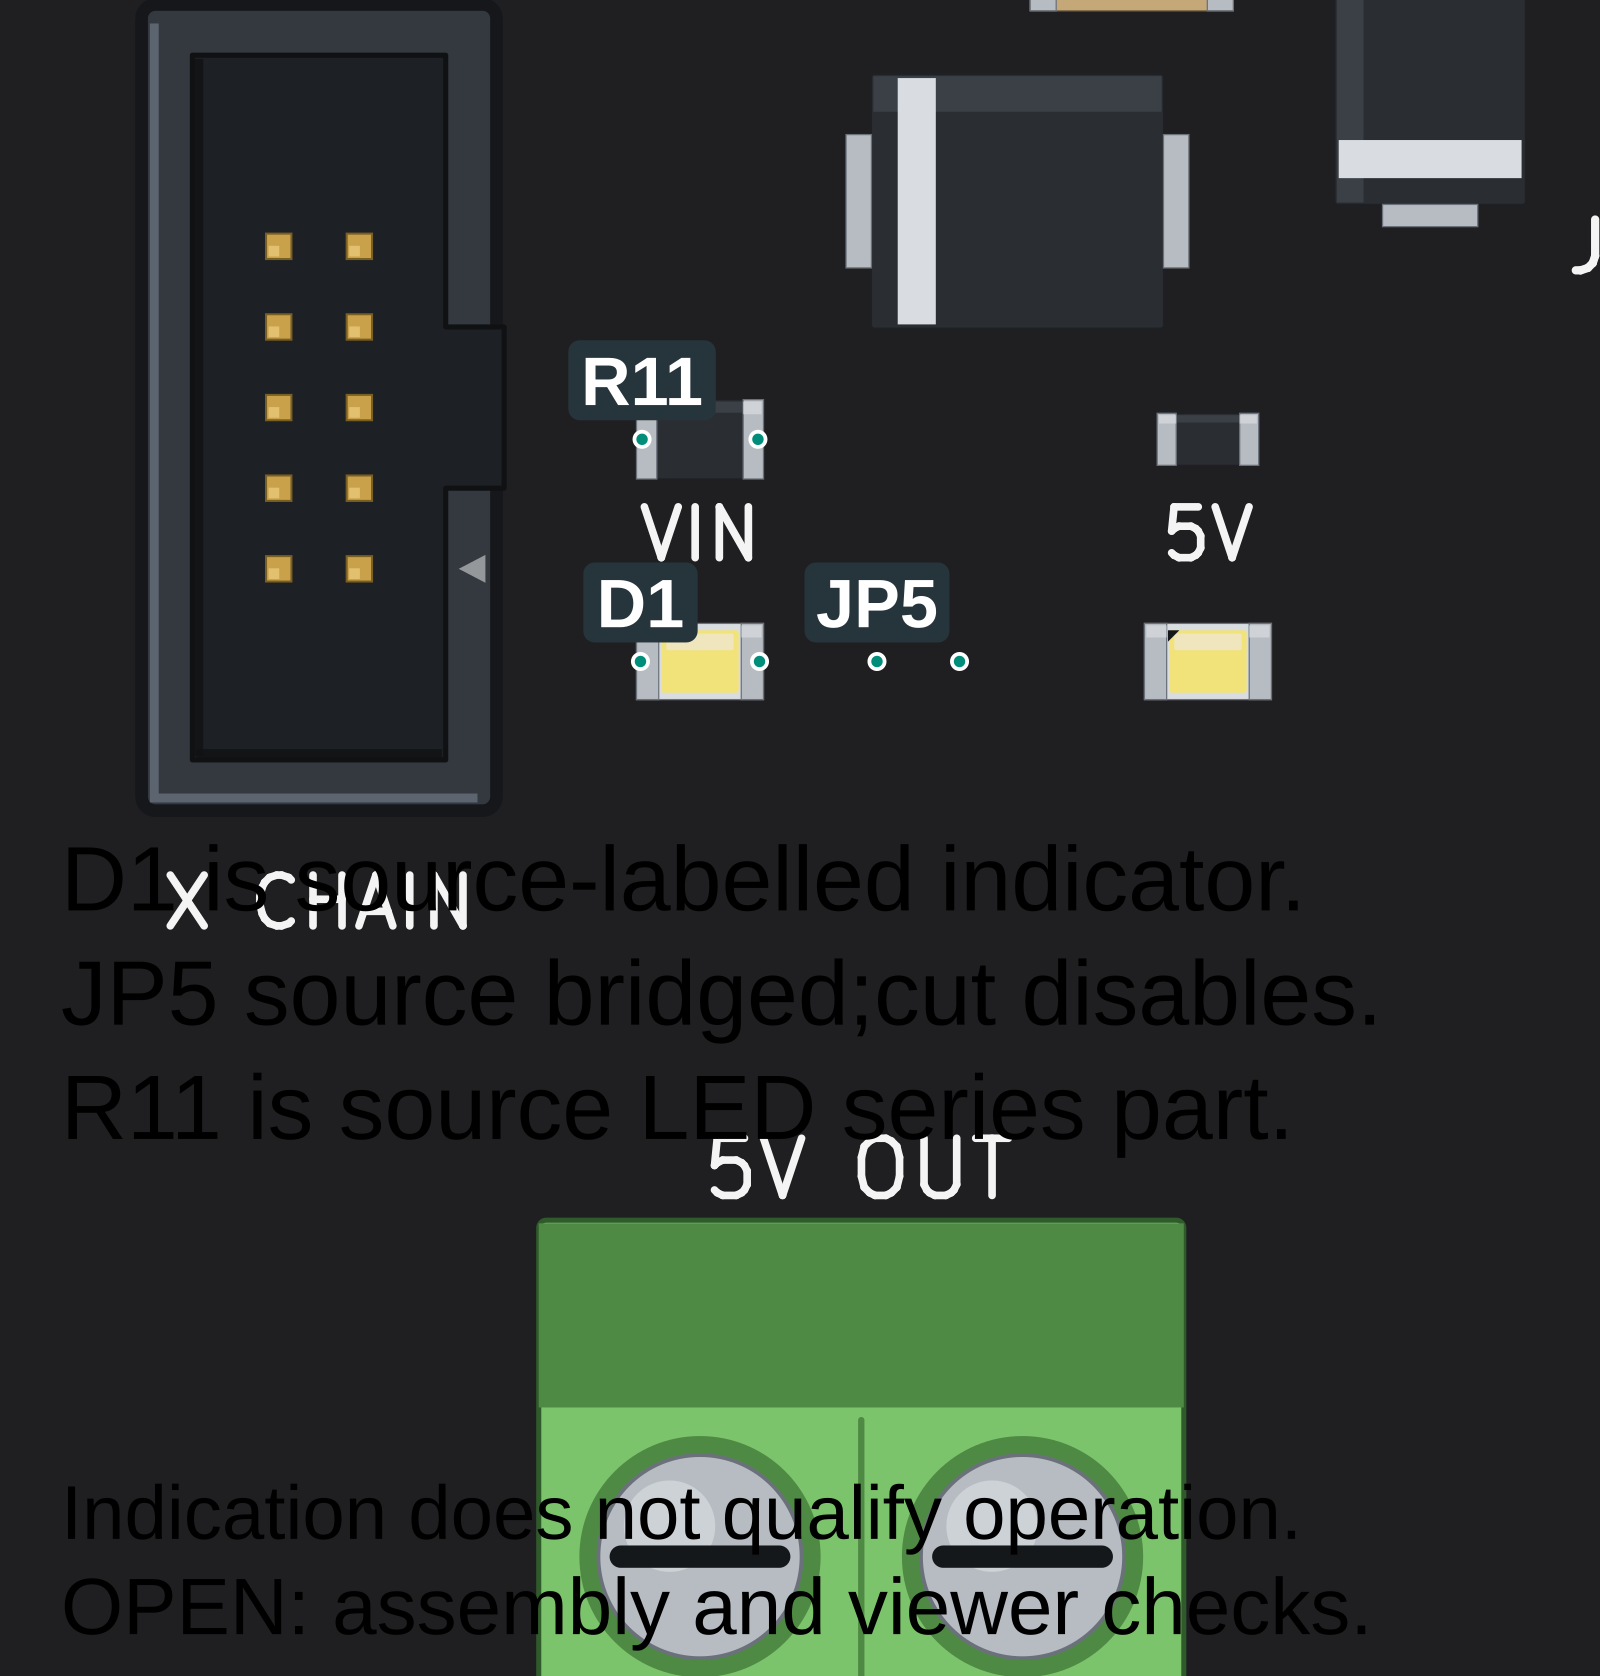 J
R11
VIN
5V
D1
JP5
D1 is source-labelled indicator.
X CHAIN
JP5 source bridged;cut disables.
R11 is source LED series part.
5V OUT
Indication does not qualify operation.
OPEN: assembly and viewer checks.